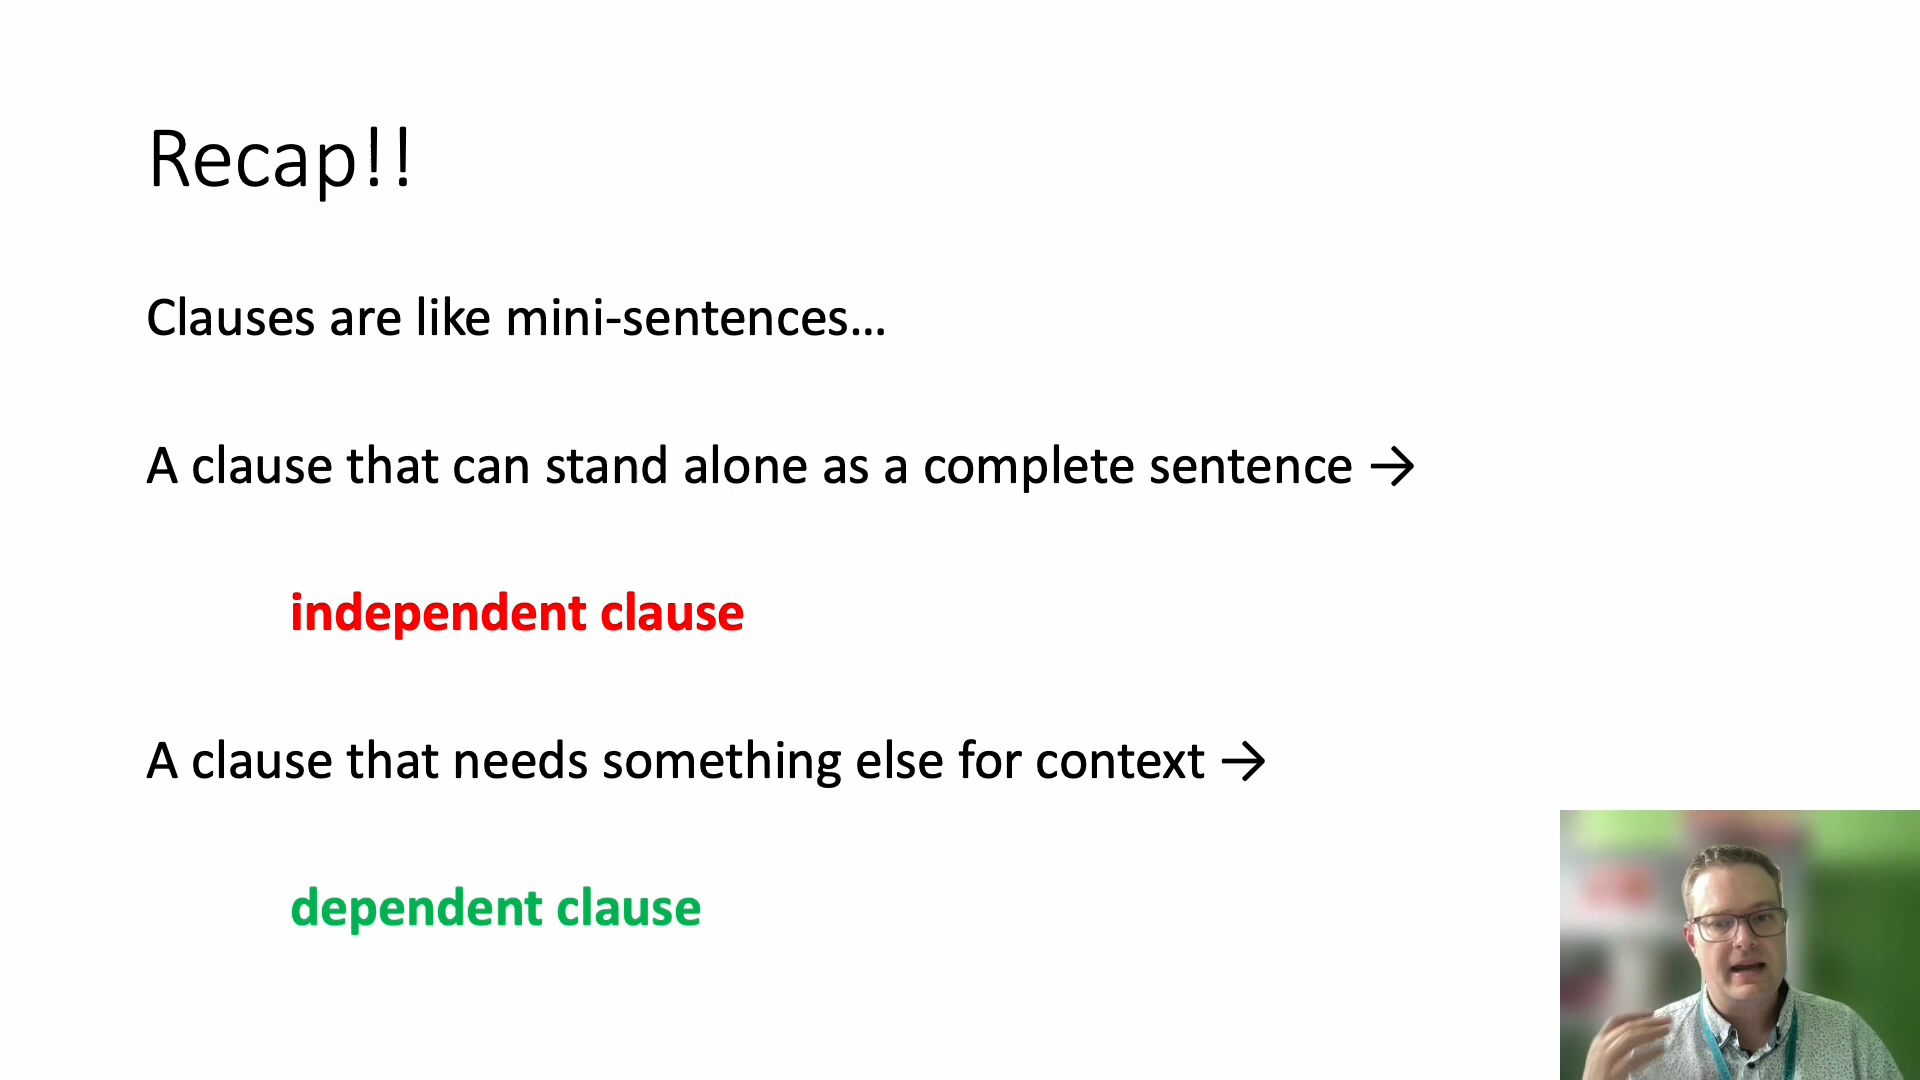 Recap!!
Clauses are like mini-sentences…
A clause that can stand alone as a complete sentence →
independent clause
A clause that needs something else for context →
dependent clause